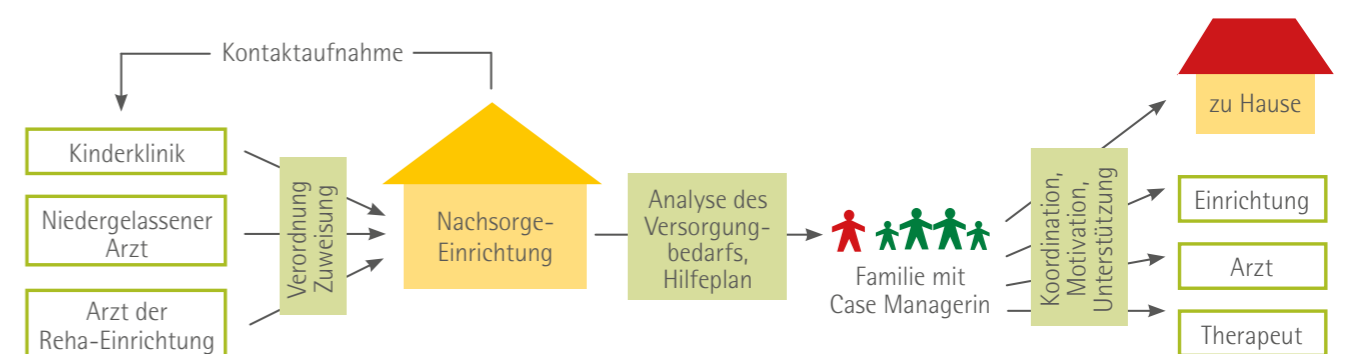 Kontaktaufnahme
Kinderklinik
Niedergelassener
Arzt
Arzt der
Reha-Einrichtung
Verordnung
Zuweisung
Nachsorge-
Einrichtung
Analyse des
Versorgung-
bedarfs,
Hilfeplan
Familie mit
Case Managerin
Koordination,
Motivation,
Unterstützung
zu Hause
Einrichtung
Arzt
Therapeut